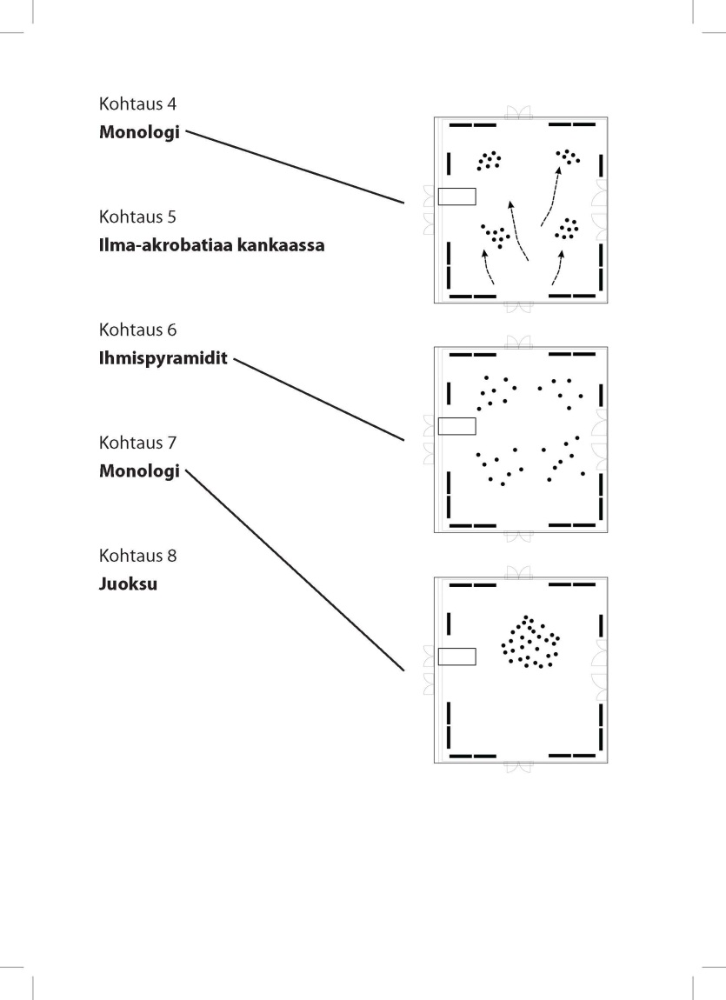 Kohtaus 4
Monologi
Kohtaus 5
Ilma-akrobatiaa kankaassa
Kohtaus 6
Ihmispyramidit
Kohtaus 7
Monologi
Kohtaus 8
Juoksu